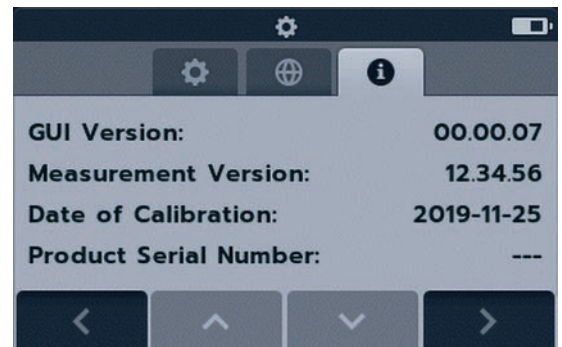 GUI Version: 00.00.07
Measurement Version: 12.34.56
Date of Calibration: 2019-11-25
Product Serial Number: ---